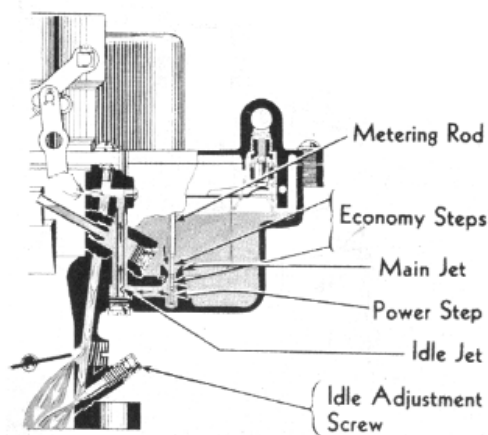 Metering Rod
Economy Steps
Main Jet
Power Step
Idle Jet
Idle Adjustment
Screw